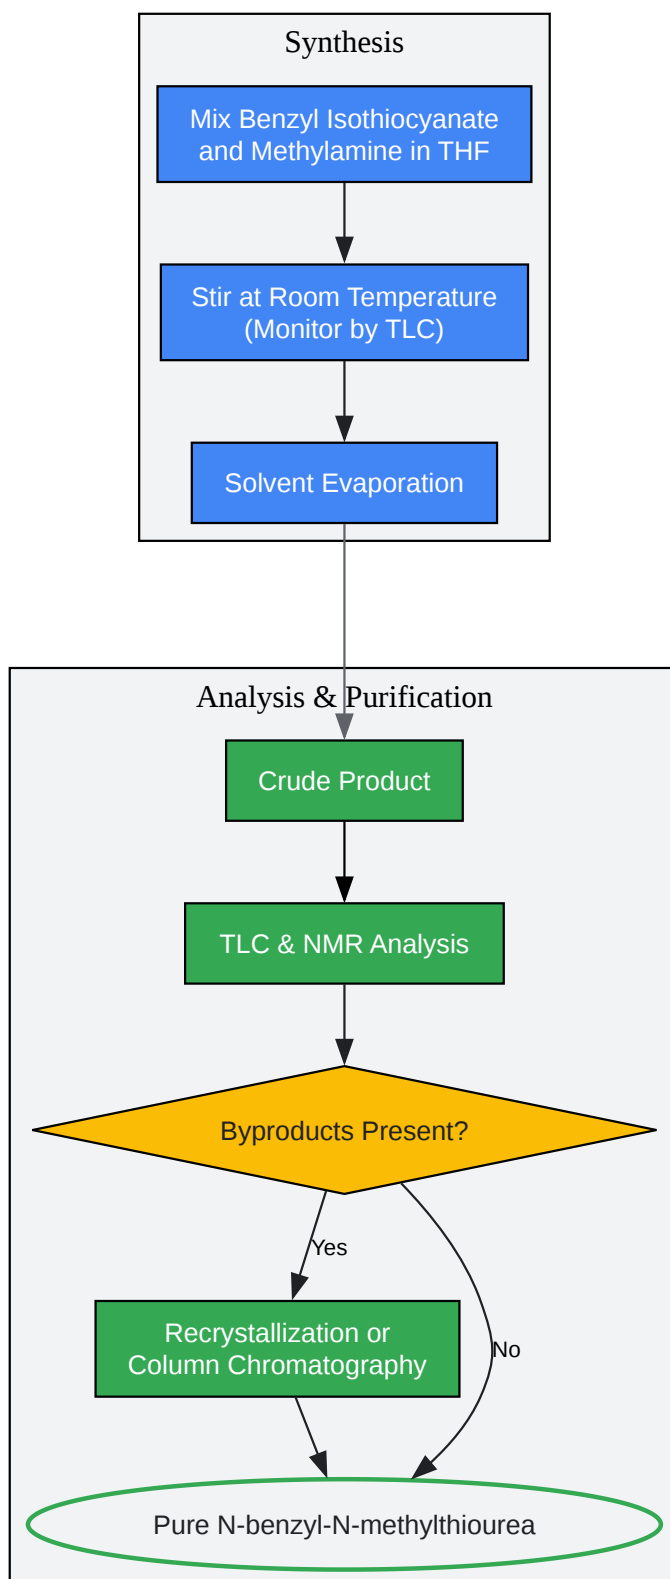 Synthesis
Mix Benzyl Isothiocyanate
and Methylamine in THF
Stir at Room Temperature
(Monitor by TLC)
Solvent Evaporation
Analysis & Purification
Crude Product
TLC & NMR Analysis
Byproducts Present?
Yes
No
Recrystallization or
Column Chromatography
Pure N-benzyl-N-methylthiourea